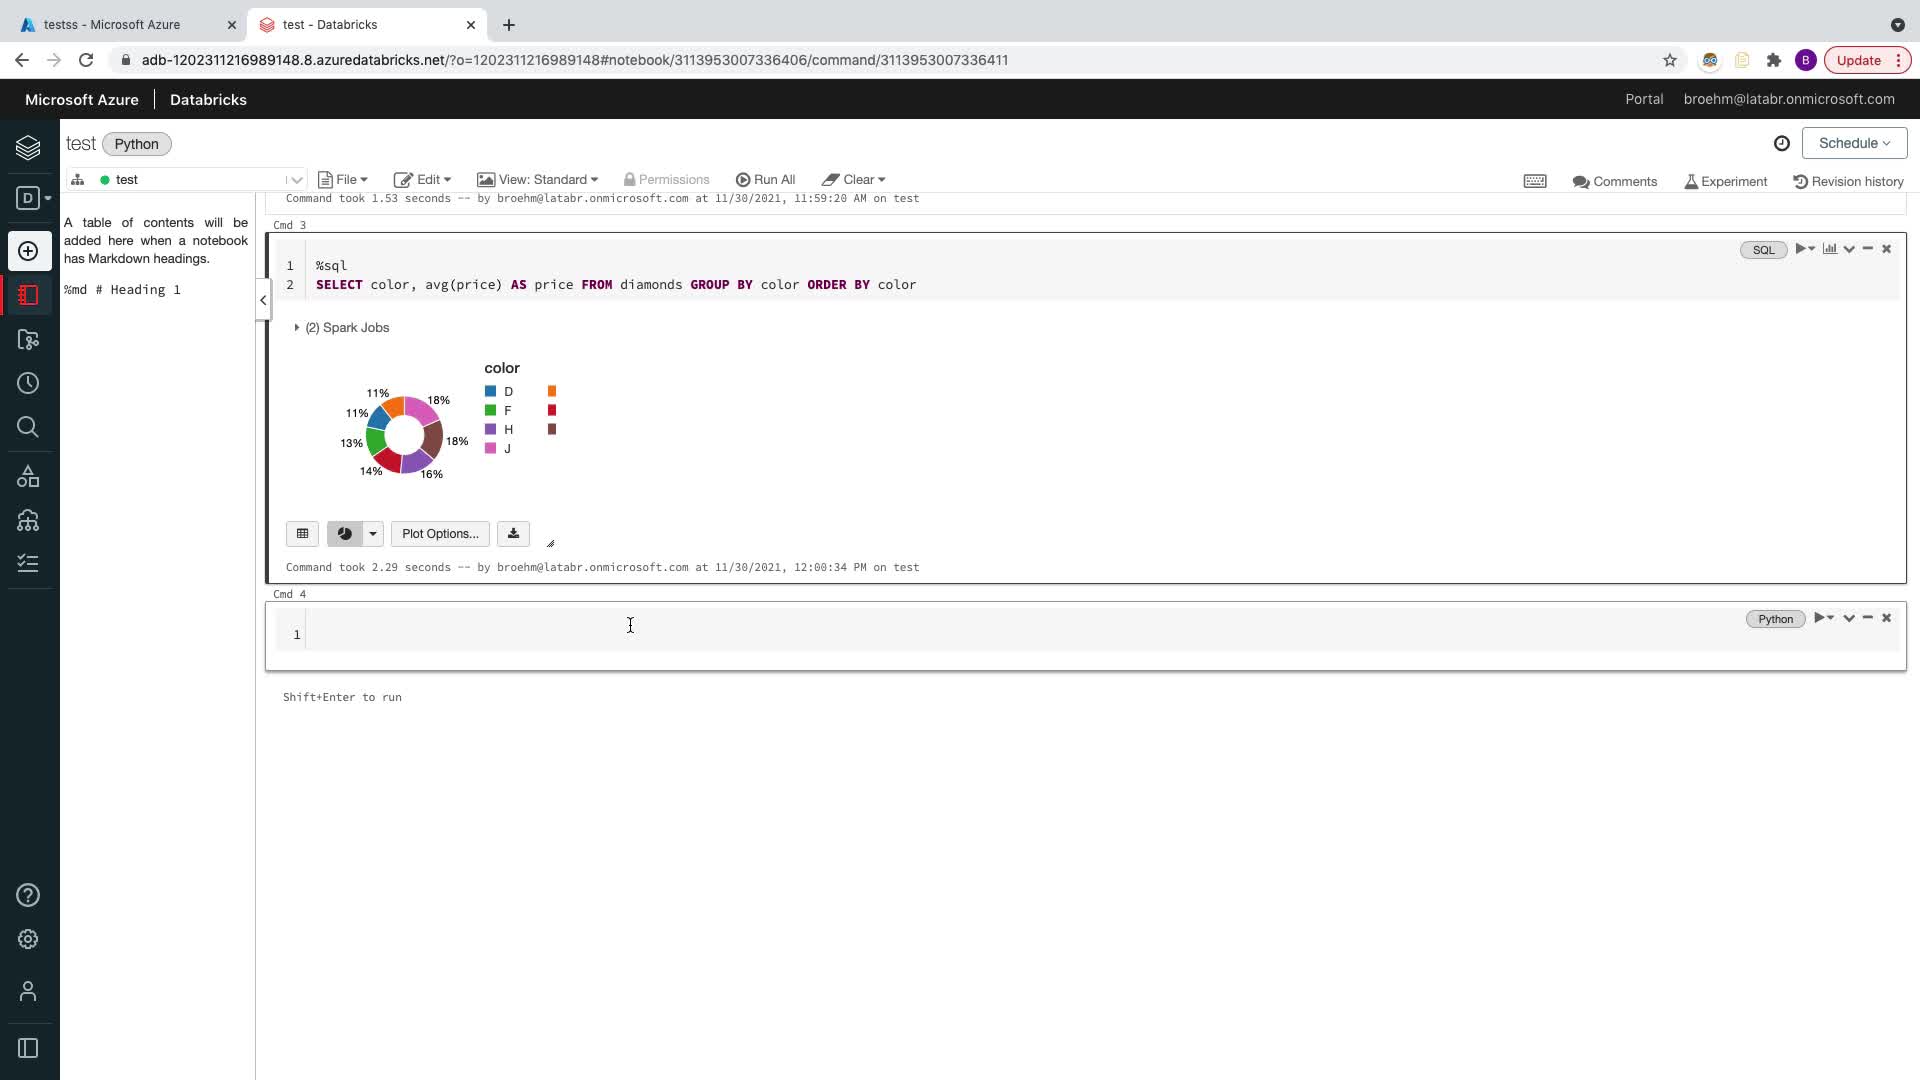 testss - Microsoft Azure
test - Databricks
adb-1202311216989148.8.azuredatabricks.net/?o=1202311216989148#notebook/3113953007336406/command/3113953007336411
B
Update
Microsoft Azure
Databricks
Portal
broehm@latabr.onmicrosoft.com
test
Python
Schedule
test
File
Edit
View: Standard
Permissions
Run All
Clear
Comments
Experiment
Revision history
D
A table of contents will be
added here when a notebook
has Markdown headings.
%md # Heading 1
Command took 1.53 seconds -- by broehm@latabr.onmicrosoft.com at 11/30/2021, 11:59:20 AM on test
Cmd 3
SQL
1 %sql
2 SELECT color, avg(price) AS price FROM diamonds GROUP BY color ORDER BY color
(2) Spark Jobs
color
D
F
H
J
11%
18%
11%
13%
18%
14%
16%
Plot Options...
Command took 2.29 seconds -- by broehm@latabr.onmicrosoft.com at 11/30/2021, 12:00:34 PM on test
Cmd 4
Python
1
Shift+Enter to run